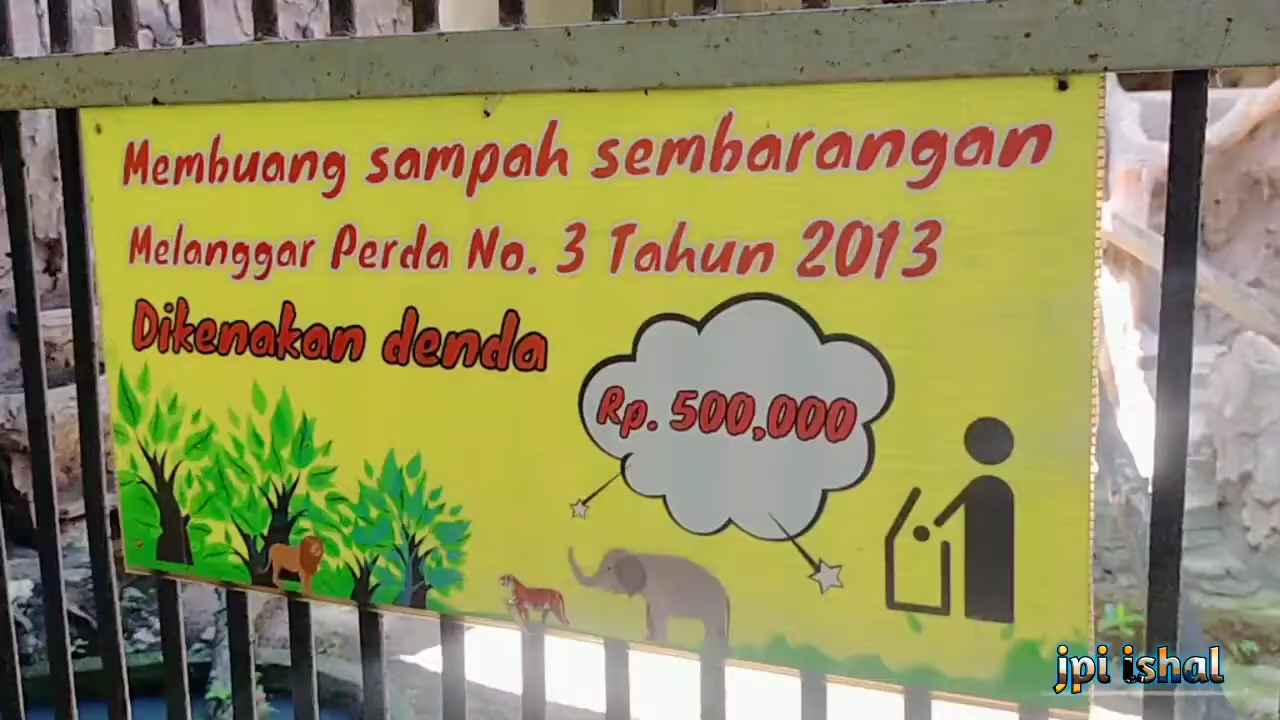 Membuang sampah sembarangan
Melanggar Perda No. 3 Tahun 2013
Dikenakan denda
Rp. 500,000
jpi ishal